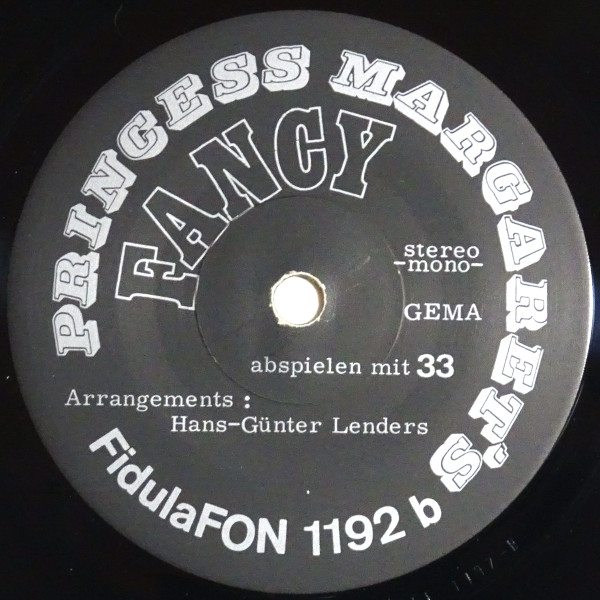 PRINCESS MARGARET'S
FANCY
stereo
-mono-
GEMA
abspielen mit 33
Arrangements :
Hans-Günter Lenders
FidulaFON 1192 b